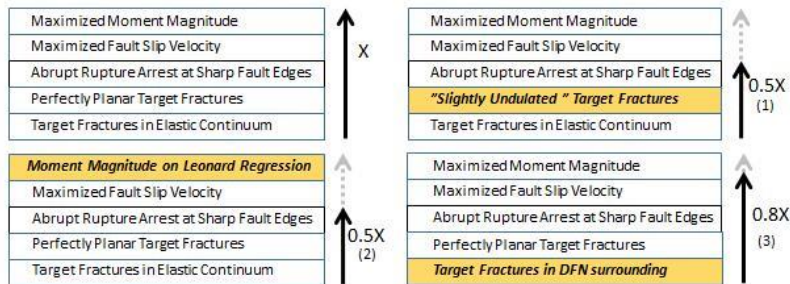 Maximized Moment Magnitude
Maximized Fault Slip Velocity
Abrupt Rupture Arrest at Sharp Fault Edges
Perfectly Planar Target Fractures
Target Fractures in Elastic Continuum
X
Maximized Moment Magnitude
Maximized Fault Slip Velocity
Abrupt Rupture Arrest at Sharp Fault Edges
”Slightly Undulated ” Target Fractures
Target Fractures in Elastic Continuum
0.5X
(1)
Moment Magnitude on Leonard Regression
Maximized Fault Slip Velocity
Abrupt Rupture Arrest at Sharp Fault Edges
Perfectly Planar Target Fractures
Target Fractures in Elastic Continuum
0.5X
(2)
Maximized Moment Magnitude
Maximized Fault Slip Velocity
Abrupt Rupture Arrest at Sharp Fault Edges
Perfectly Planar Target Fractures
Target Fractures in DFN surrounding
0.8X
(3)